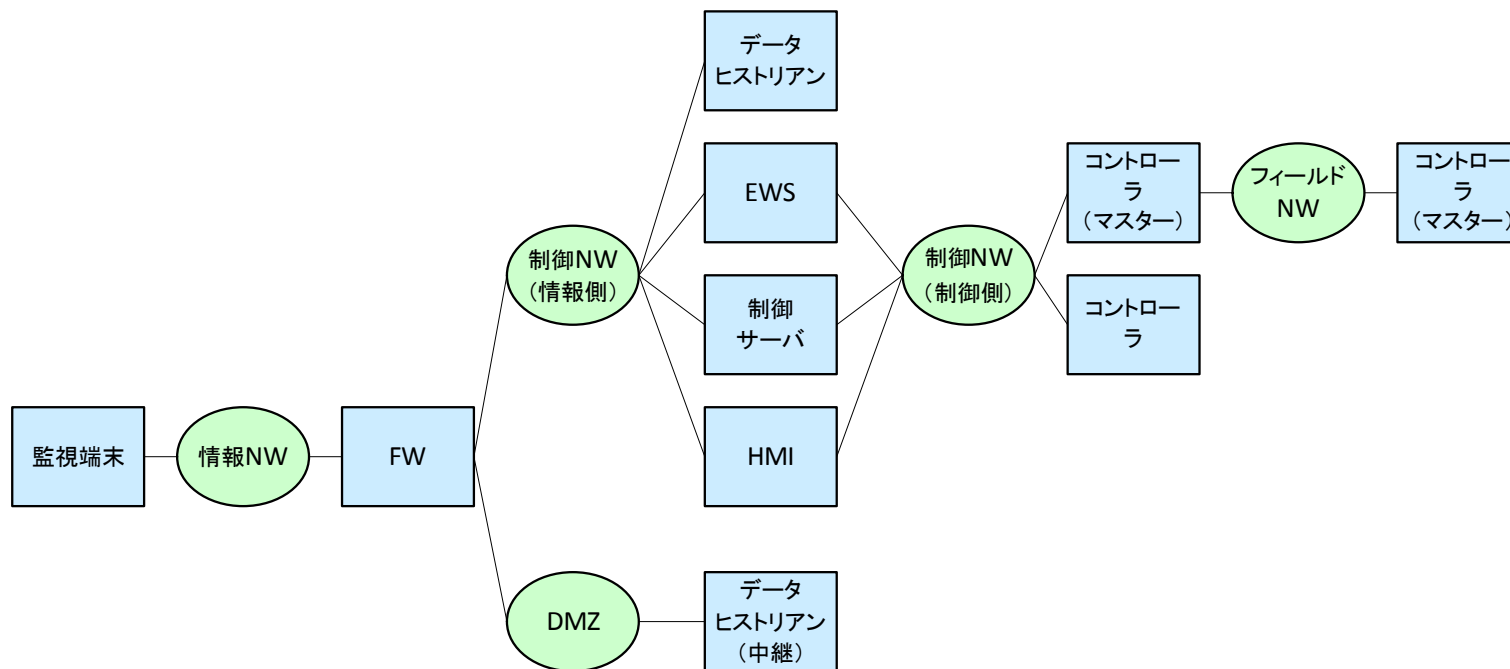 データ
ヒストリアン
EWS
制御
サーバ
HMI
データ
ヒストリアン
（中継）
監視端末
情報NW
FW
制御NW
（情報側）
DMZ
制御NW
（制御側）
コントロー
ラ
（マスター）
コントロー
ラ
フィールド
NW
コントロー
ラ
（マスター）